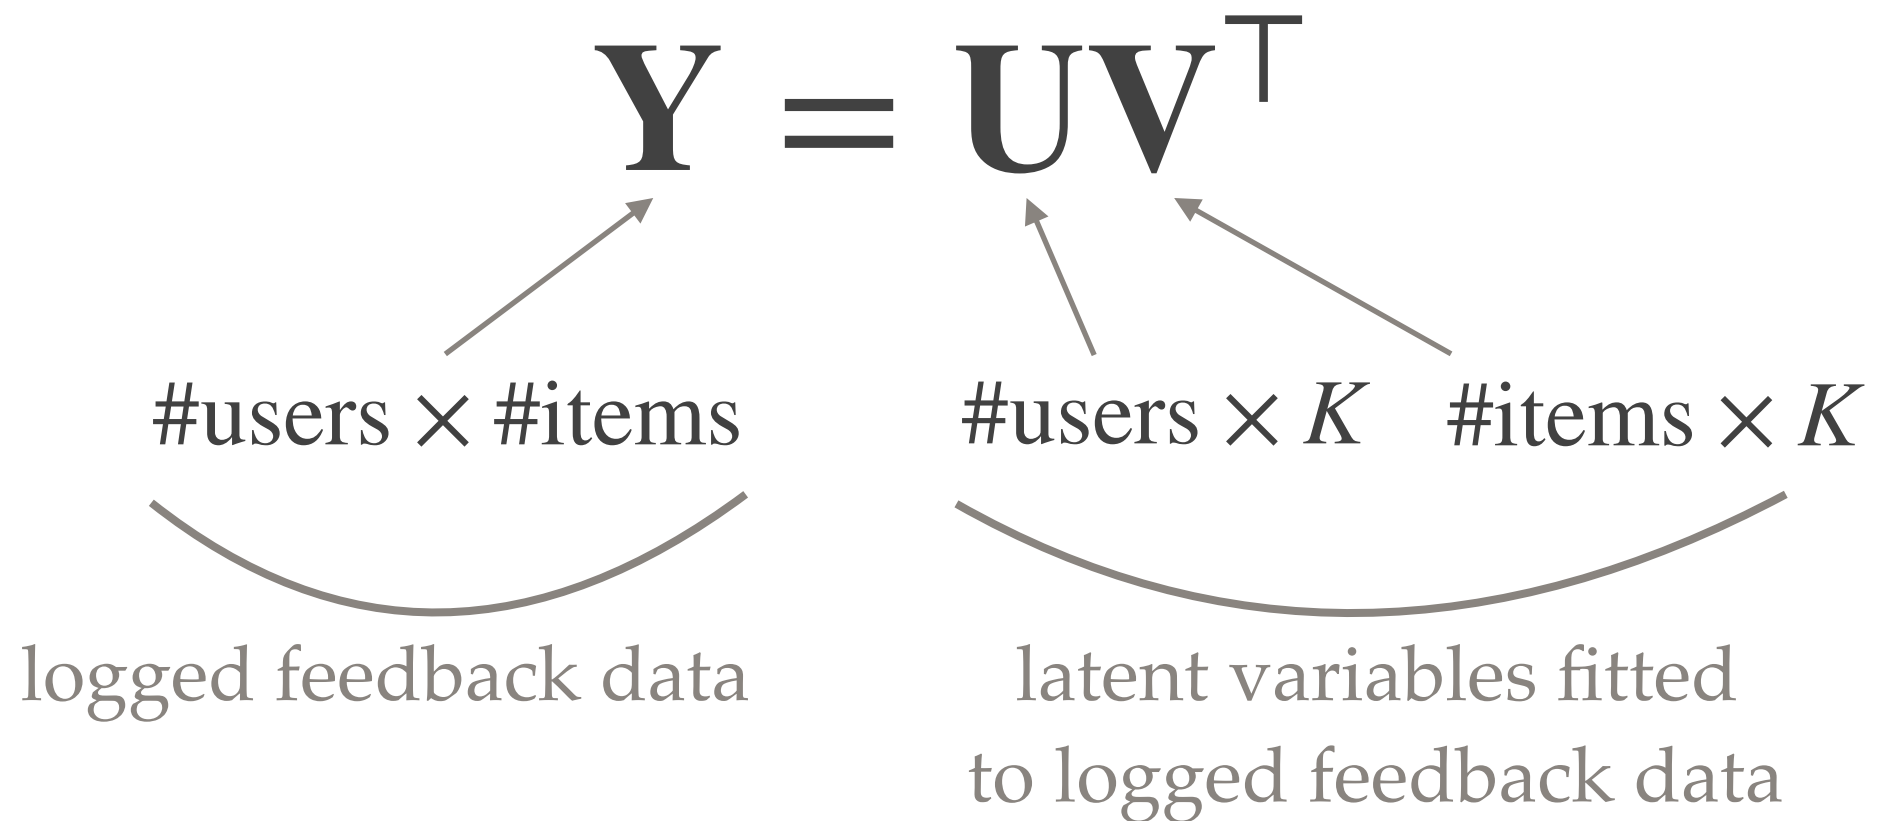 Y = UV⊤
#users × #items #users × K #items × K
logged feedback data latent variables fitted
to logged feedback data